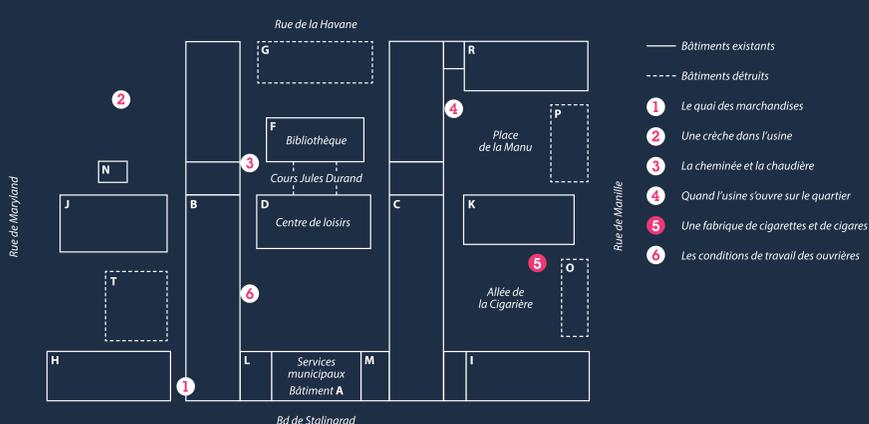 Rue de la Havane
G
R
Bâtiments existants
Bâtiments détruits
2
4
P
1 Le quai des marchandises
F
Bibliothèque
Place
de la Manu
2 Une crèche dans l'usine
N
3
Cours Jules Durand
3 La cheminée et la chaudière
Rue de Maryland
J
B
D
Centre de loisirs
C
K
Rue de Manille
4 Quand l'usine s'ouvre sur le quartier
5 Une fabrique de cigarettes et de cigares
6 Les conditions de travail des ouvrières
T
6
5
O
Allée de
la Cigarière
H
1
L
Services
municipaux
Bâtiment A
M
I
Bd de Stalingrad